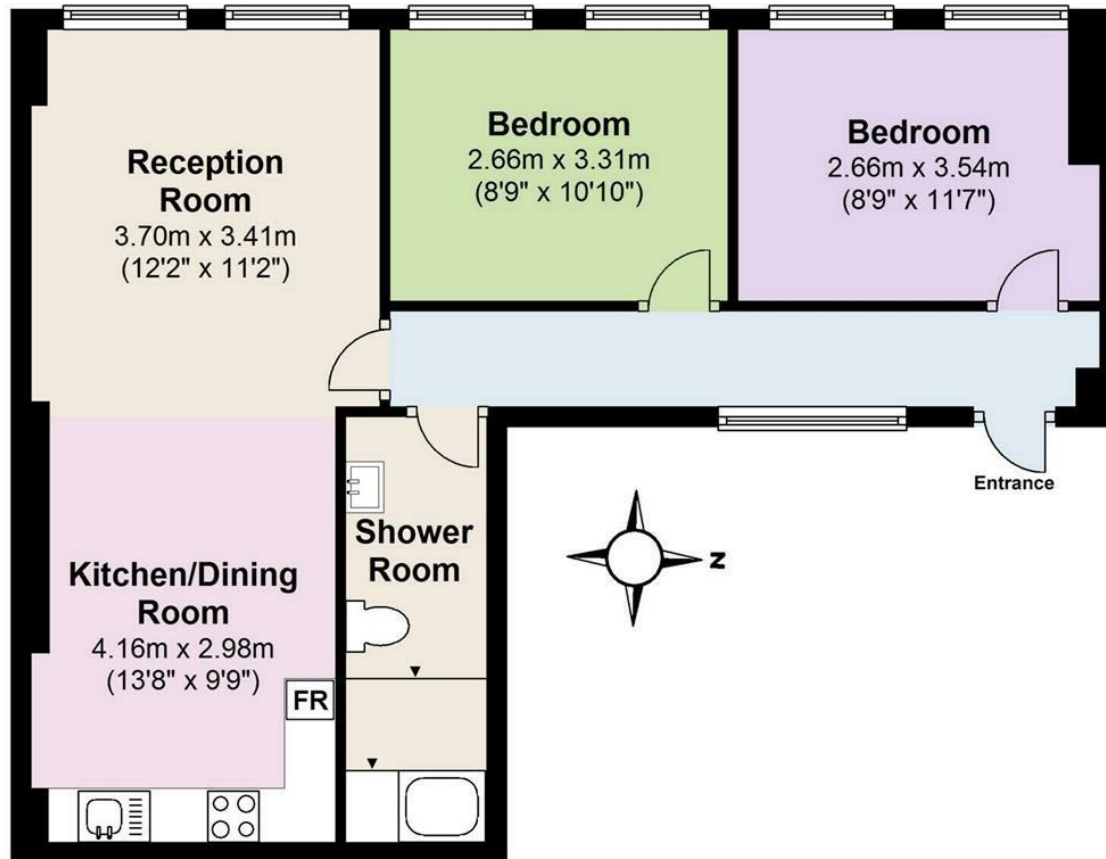 Reception
Room
3.70m x 3.41m
(12'2" x 11'2")
Bedroom
2.66m x 3.31m
(8'9" x 10'10")
Bedroom
2.66m x 3.54m
(8'9" x 11'7")
Entrance
Shower
Room
Z
Kitchen/Dining
Room
4.16m x 2.98m
(13'8" x 9'9")
FR